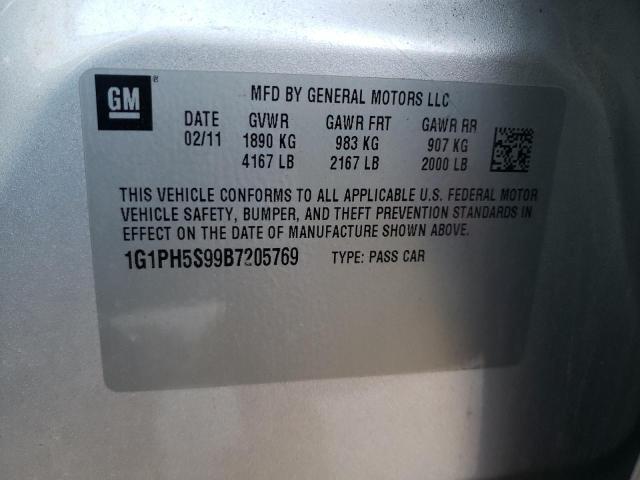 GM ®
MFD BY GENERAL MOTORS LLC
DATE GVWR GAWR FRT GAWR RR
02/11 1890 KG 983 KG 907 KG
4167 LB 2167 LB 2000 LB
THIS VEHICLE CONFORMS TO ALL APPLICABLE U.S. FEDERAL MOTOR
VEHICLE SAFETY, BUMPER, AND THEFT PREVENTION STANDARDS IN
EFFECT ON THE DATE OF MANUFACTURE SHOWN ABOVE.
1G1PH5S99B7205769 TYPE: PASS CAR